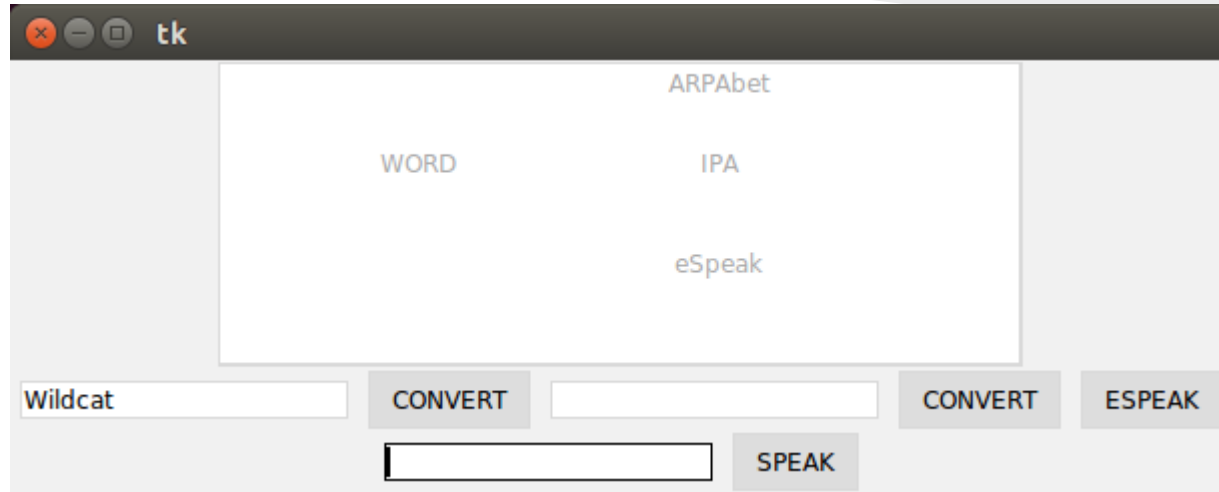 tk
ARPAbet
WORD IPA
eSpeak
Wildcat CONVERT CONVERT ESPEAK
SPEAK